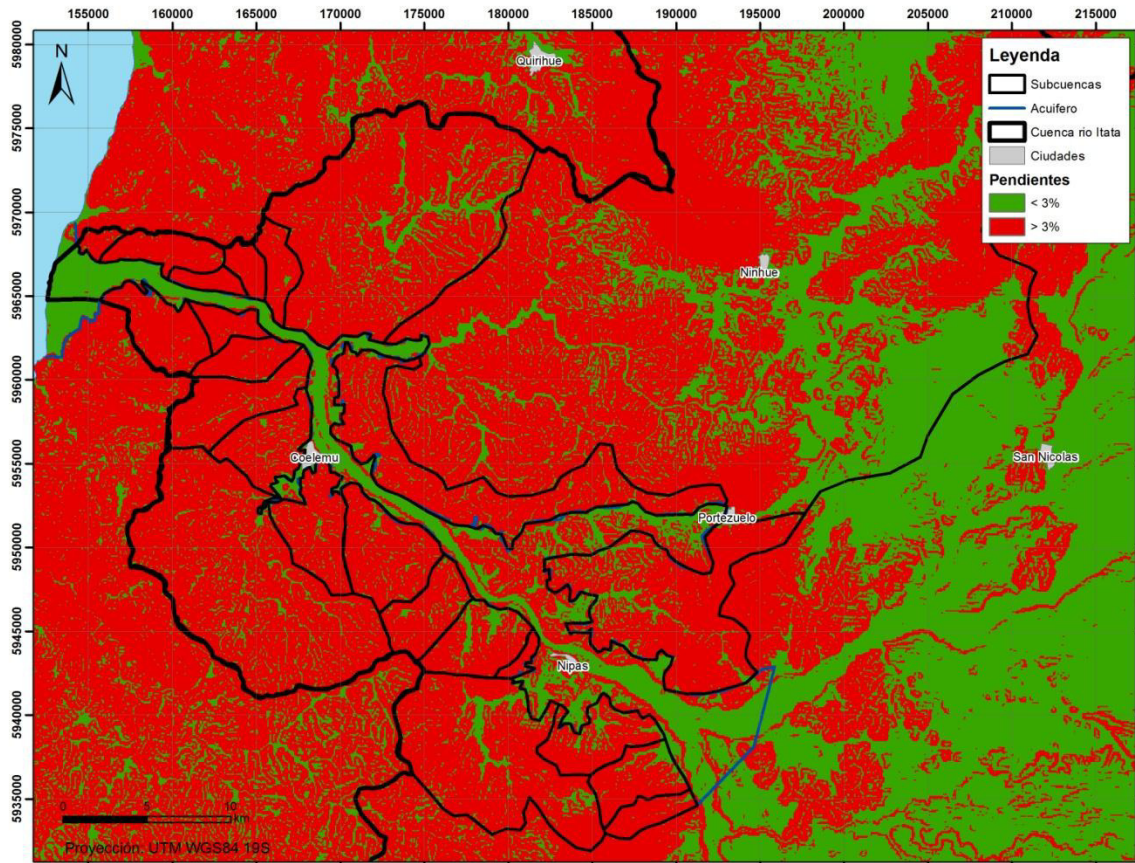 155000 160000 165000 170000 175000 180000 185000 190000 195000 200000 205000 210000 215000
5980000
5975000
5970000
5965000
5960000
5955000
5950000
5945000
5940000
5935000
N
Quirihue
Ninhue
San Nicolas
Coelemu
Portezuelo
Nipas
Leyenda
Subcuencas
Acuifero
Cuenca rio Itata
Ciudades
Pendientes
< 3%
> 3%
0 5 10
km
Proyección: UTM WGS84 19S